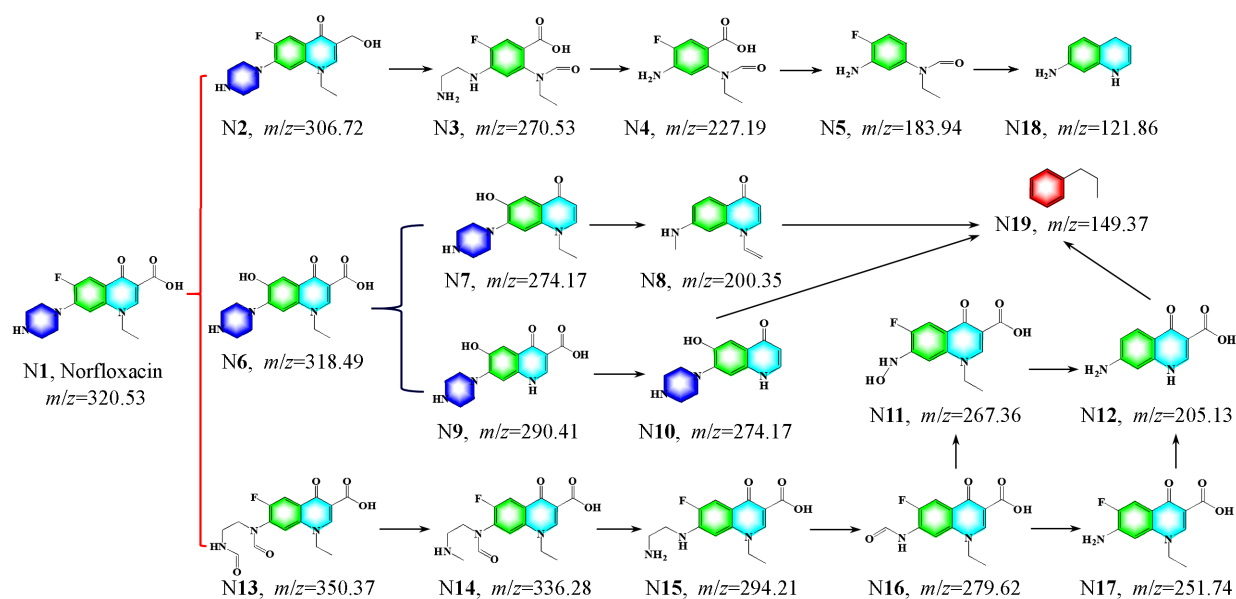 N2, m/z=306.72
N3, m/z=270.53
N4, m/z=227.19
N5, m/z=183.94
N18, m/z=121.86
N19, m/z=149.37
N7, m/z=274.17
N8, m/z=200.35
N1, Norfloxacin
m/z=320.53
N6, m/z=318.49
N9, m/z=290.41
N10, m/z=274.17
N11, m/z=267.36
N12, m/z=205.13
N13, m/z=350.37
N14, m/z=336.28
N15, m/z=294.21
N16, m/z=279.62
N17, m/z=251.74